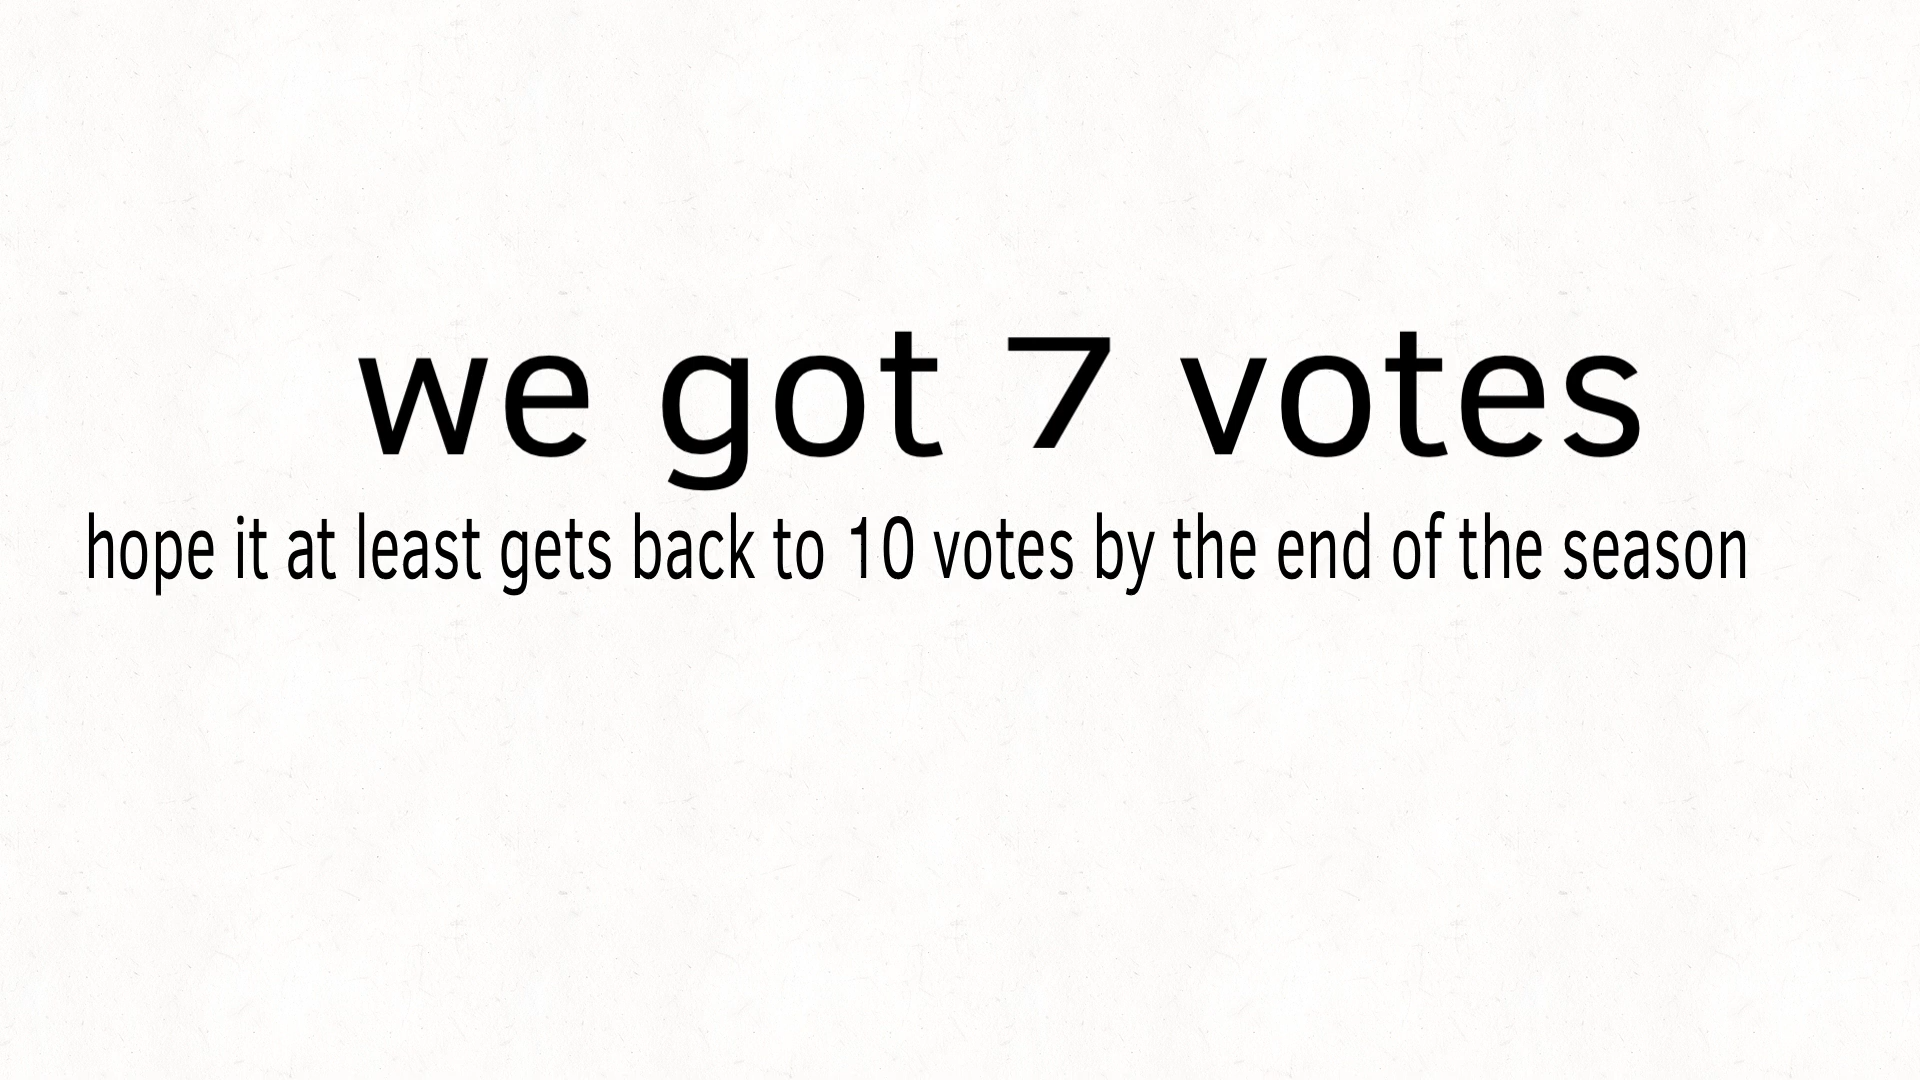 we got 7 votes
hope it at least gets back to 10 votes by the end of the season